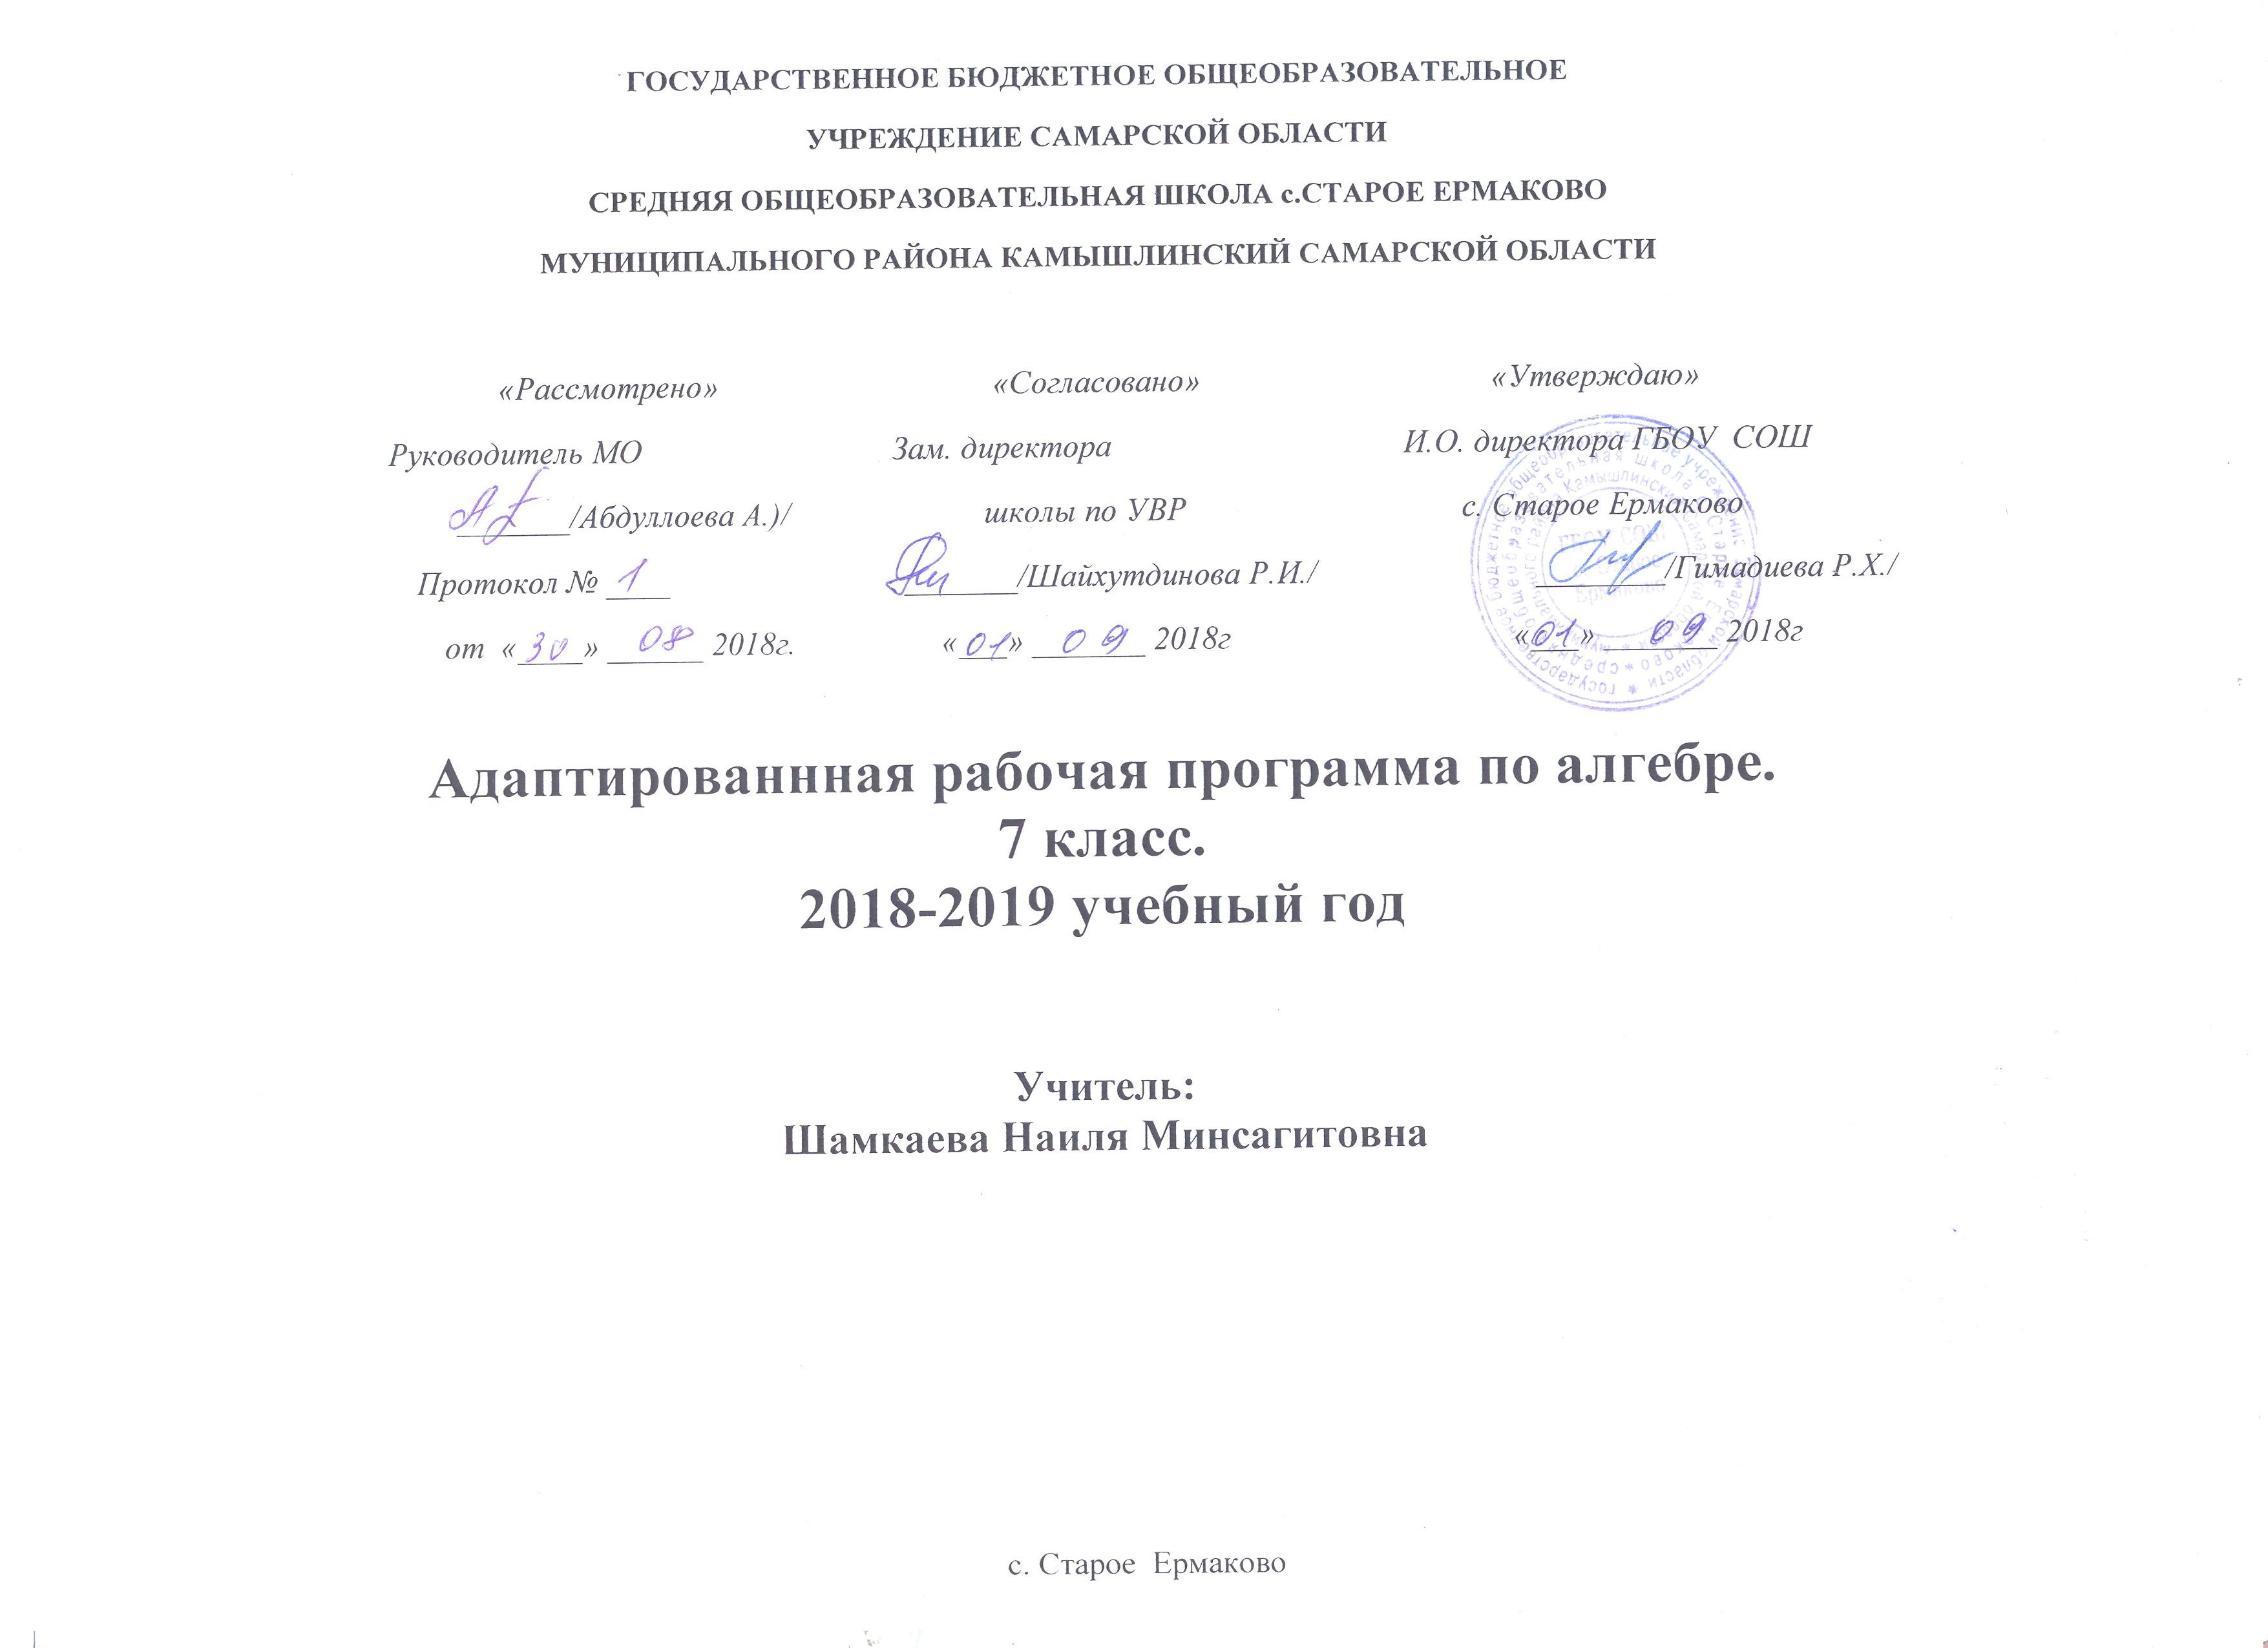 ГОСУДАРСТВЕННОЕ БЮДЖЕТНОЕ ОБЩЕОБРАЗОВАТЕЛЬНОЕ
УЧРЕЖДЕНИЕ САМАРСКОЙ ОБЛАСТИ
СРЕДНЯЯ ОБЩЕОБРАЗОВАТЕЛЬНАЯ ШКОЛА с.СТАРОЕ ЕРМАКОВО
МУНИЦИПАЛЬНОГО РАЙОНА КАМЫШЛИНСКИЙ САМАРСКОЙ ОБЛАСТИ
«Рассмотрено»
Руководитель МО
________/Абдуллоева А.)/
Протокол № 1
от «30» 08 2018г.
«Согласовано»
Зам. директора
школы по УВР
________/Шайхутдинова Р.И./
«01» 09 2018г
«Утверждаю»
И.О. директора ГБОУ СОШ
с. Старое Ермаково
________/Гимадиева Р.Х./
«01» 09 2018г
Адаптированнная рабочая программа по алгебре.
7 класс.
2018-2019 учебный год
Учитель:
Шамкаева Наиля Минсагитовна
с. Старое Ермаково